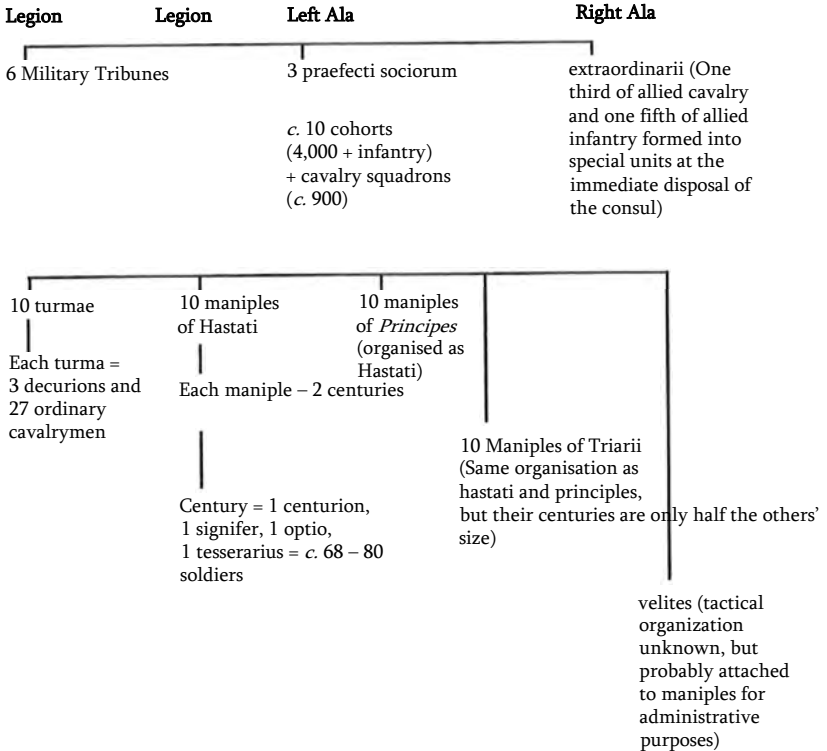 Legion
Legion
Left Ala
Right Ala
6 Military Tribunes
3 praefecti sociorum
c. 10 cohorts
(4,000 + infantry)
+ cavalry squadrons
(c. 900)
extraordinarii (One
third of allied cavalry
and one fifth of allied
infantry formed into
special units at the
immediate disposal of
the consul)
10 turmae
Each turma =
3 decurions and
27 ordinary
cavalrymen
10 maniples
of Hastati
Each maniple – 2 centuries
Century = 1 centurion,
1 signifer, 1 optio,
1 tesserarius = c. 68 – 80
soldiers
10 maniples
of Principes
(organised as
Hastati)
10 Maniples of Triarii
(Same organisation as
hastati and principles,
but their centuries are only half the others’
size)
velites (tactical
organization
unknown, but
probably attached
to maniples for
administrative
purposes)